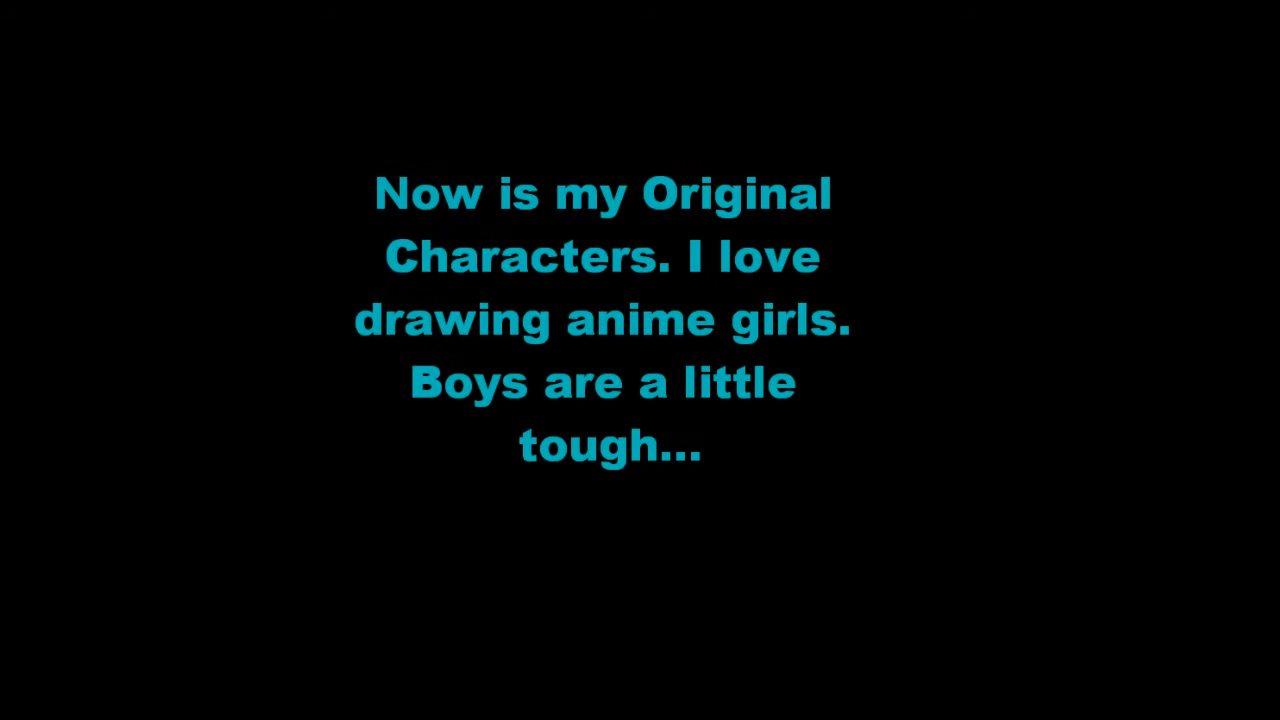 Now is my Original
Characters. I love
drawing anime girls.
Boys are a little
tough...